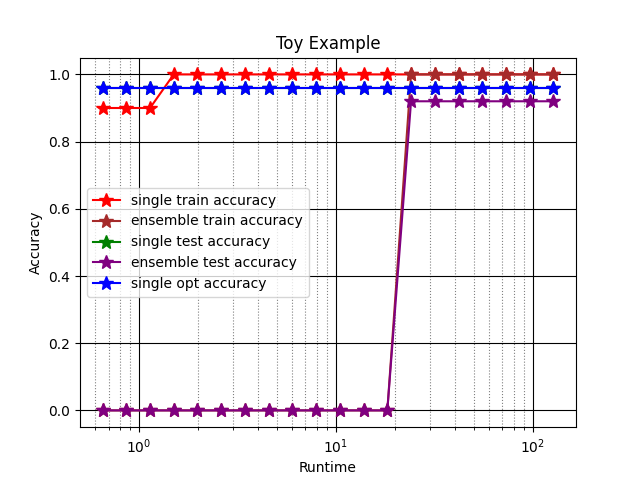 Toy Example
1.0
0.8
0.6
0.4
0.2
0.0
Accuracy
single train accuracy
ensemble train accuracy
single test accuracy
ensemble test accuracy
single opt accuracy
10⁰
10¹
10²
Runtime